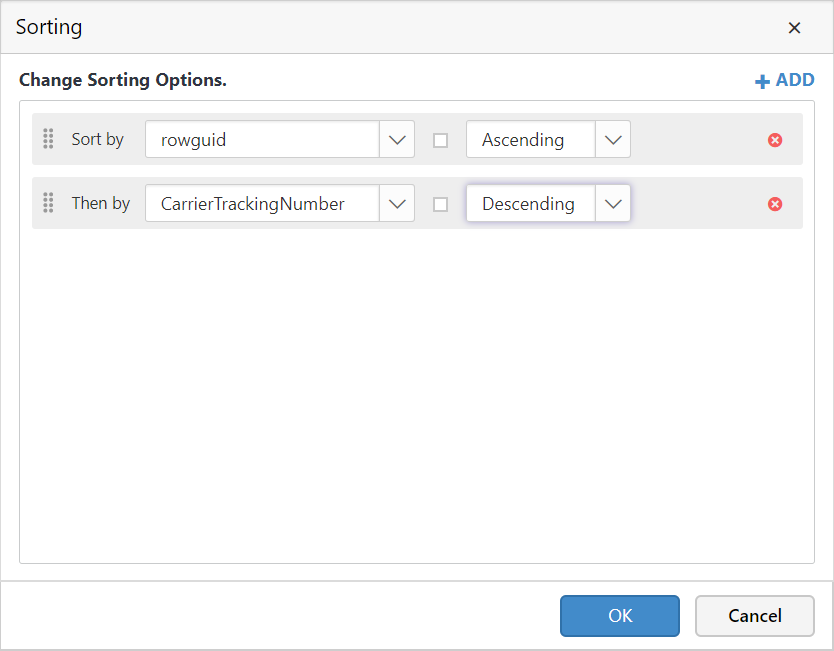 Sorting
Change Sorting Options.
ADD
Sort by rowguid Ascending
Then by CarrierTrackingNumber Descending
OK Cancel